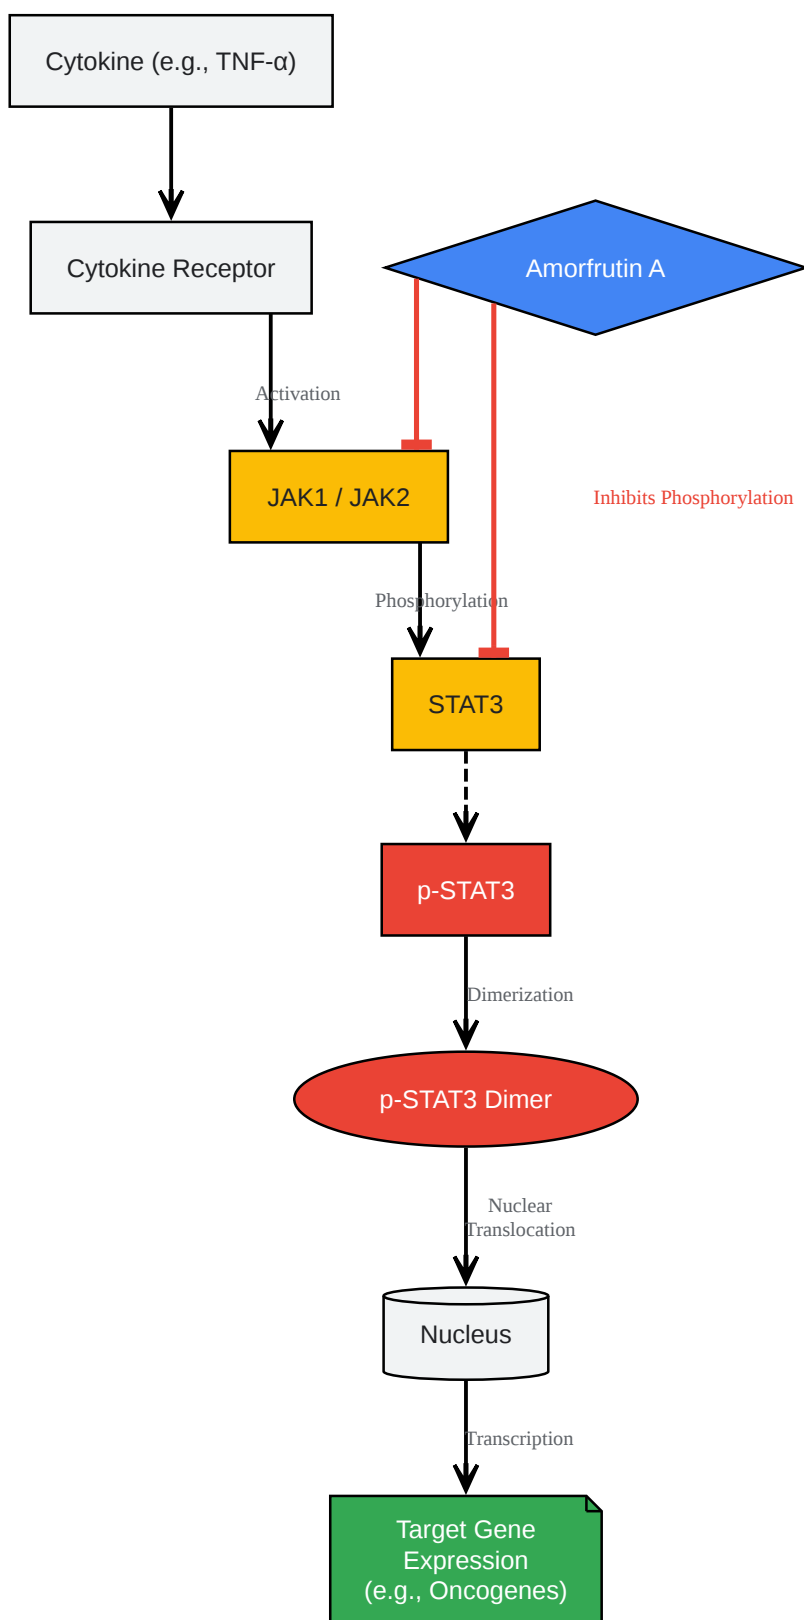 Cytokine (e.g., TNF-α)
Cytokine Receptor
Amorfrutin A
Activation
JAK1 / JAK2
Inhibits Phosphorylation
Phosphorylation
STAT3
p-STAT3
Dimerization
p-STAT3 Dimer
Nuclear
Translocation
Nucleus
Transcription
Target Gene
Expression
(e.g., Oncogenes)